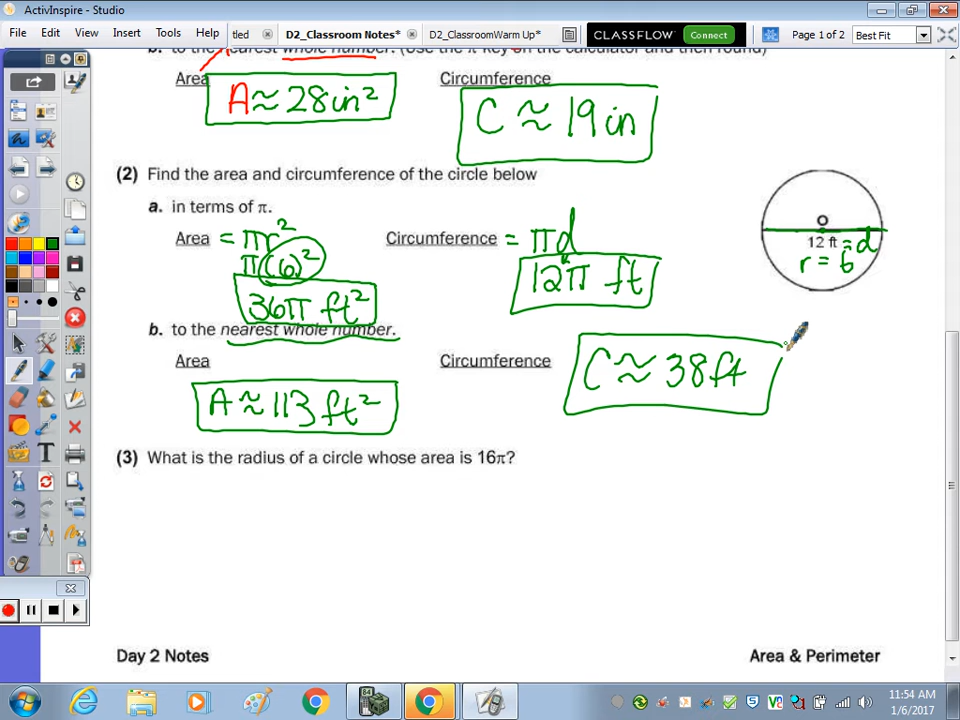 ActivInspire - Studio
File Edit View Insert Tools Help
tled D2_Classroom Notes* D2_ClassroomWarm Up* CLASSFLOW Connect Page 1 of 2 Best Fit
b. to the nearest whole number. (Use the π key on the calculator and then round)
Area Circumference
A ≈ 28 in² C ≈ 19 in
(2) Find the area and circumference of the circle below
a. in terms of π.
Area = πr² Circumference = πd
π(6)² 12π ft
36π ft²
12 ft = d
r = 6
b. to the nearest whole number.
Area Circumference
A ≈ 113 ft² C ≈ 38 ft
(3) What is the radius of a circle whose area is 16π?
Day 2 Notes Area & Perimeter
11:54 AM
1/6/2017